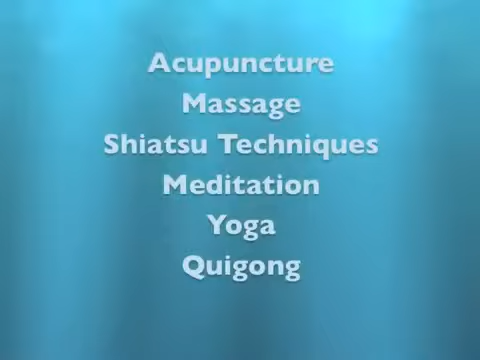 Acupuncture
Massage
Shiatsu Techniques
Meditation
Yoga
Quigong